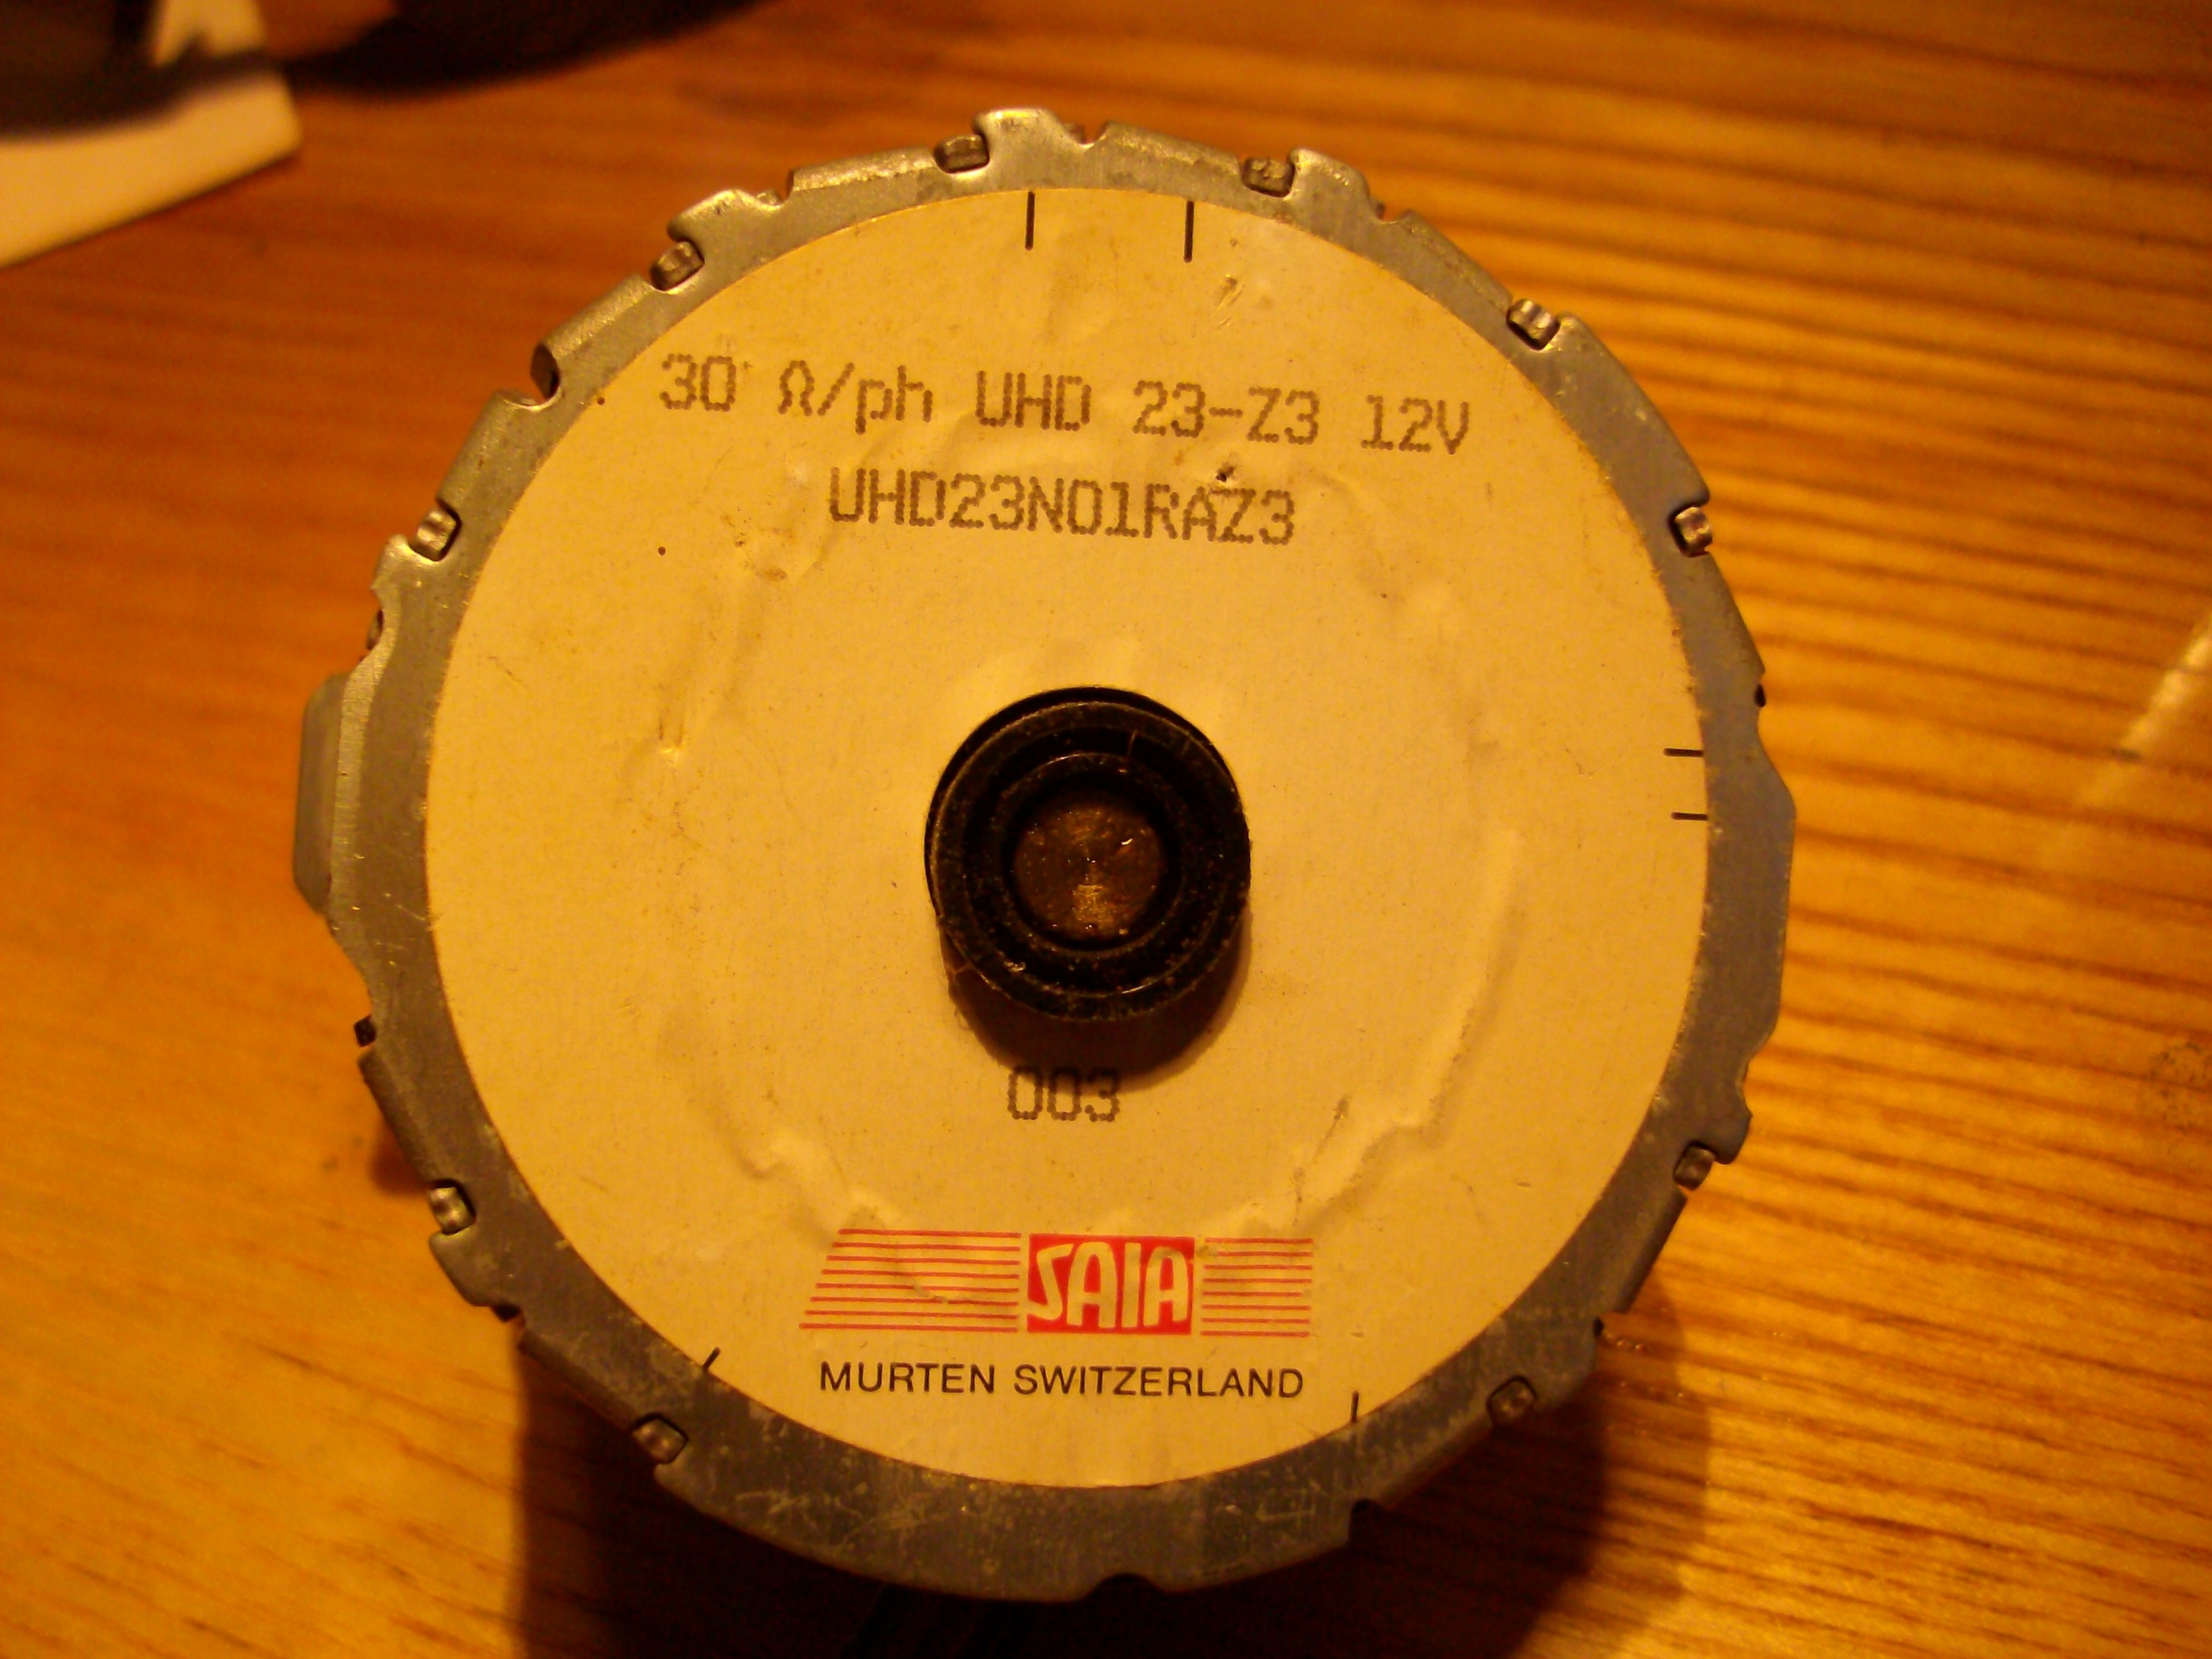 30 Ω/ph UHD 23-Z3 12V
UHD23N01RAZ3
003
SAIA
MURTEN SWITZERLAND